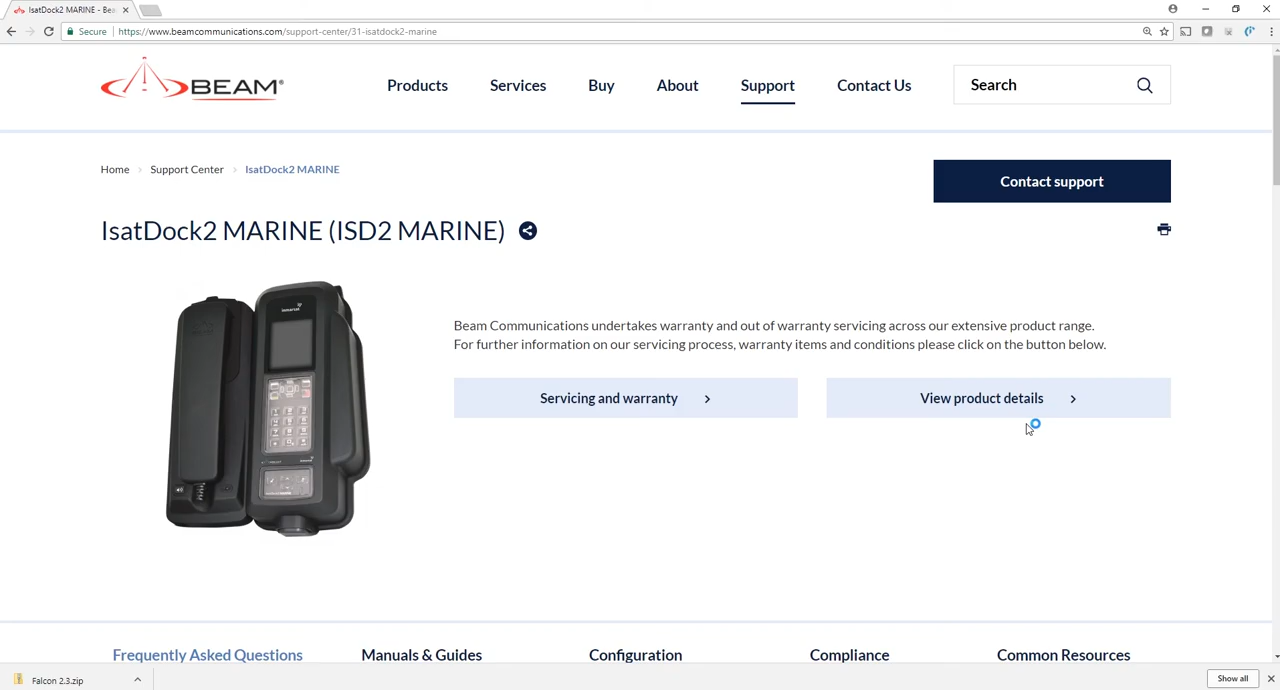 IsatDock2 MARINE - Bea
Secure https://www.beamcommunications.com/support-center/31-isatdock2-marine
BEAM®
Products Services Buy About Support Contact Us Search
Home Support Center IsatDock2 MARINE
Contact support
IsatDock2 MARINE (ISD2 MARINE)
inmarsat
Beam Communications undertakes warranty and out of warranty servicing across our extensive product range.
For further information on our servicing process, warranty items and conditions please click on the button below.
Servicing and warranty View product details
Frequently Asked Questions Manuals & Guides Configuration Compliance Common Resources
Falcon 2.3.zip Show all